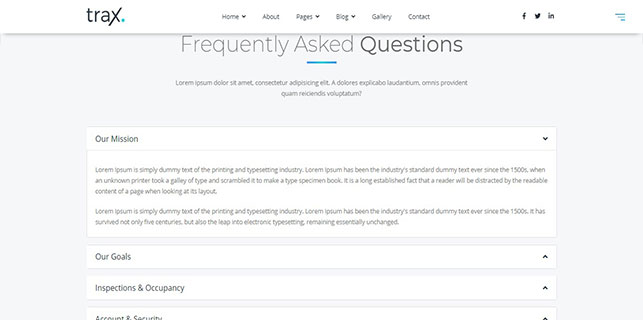 traX.
Home About Pages Blog Gallery Contact
Frequently Asked Questions
Lorem ipsum dolor sit amet, consectetur adipisicing elit. A dolores explicabo laudantium, omnis provident
quam reiciendis voluptatum?
Our Mission
Lorem Ipsum is simply dummy text of the printing and typesetting industry. Lorem Ipsum has been the industry's standard dummy text ever since the 1500s, when
an unknown printer took a galley of type and scrambled it to make a type specimen book. It is a long established fact that a reader will be distracted by the readable
content of a page when looking at its layout.
Lorem Ipsum is simply dummy text of the printing and typesetting industry. Lorem Ipsum has been the industry's standard dummy text ever since the 1500s. It has
survived not only five centuries, but also the leap into electronic typesetting, remaining essentially unchanged.
Our Goals
Inspections & Occupancy
Account & Security